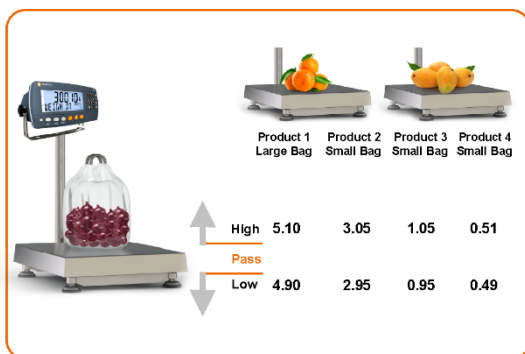 Product 1 Product 2 Product 3 Product 4
Large Bag Small Bag Small Bag Small Bag
High 5.10 3.05 1.05 0.51
Pass
Low 4.90 2.95 0.95 0.49